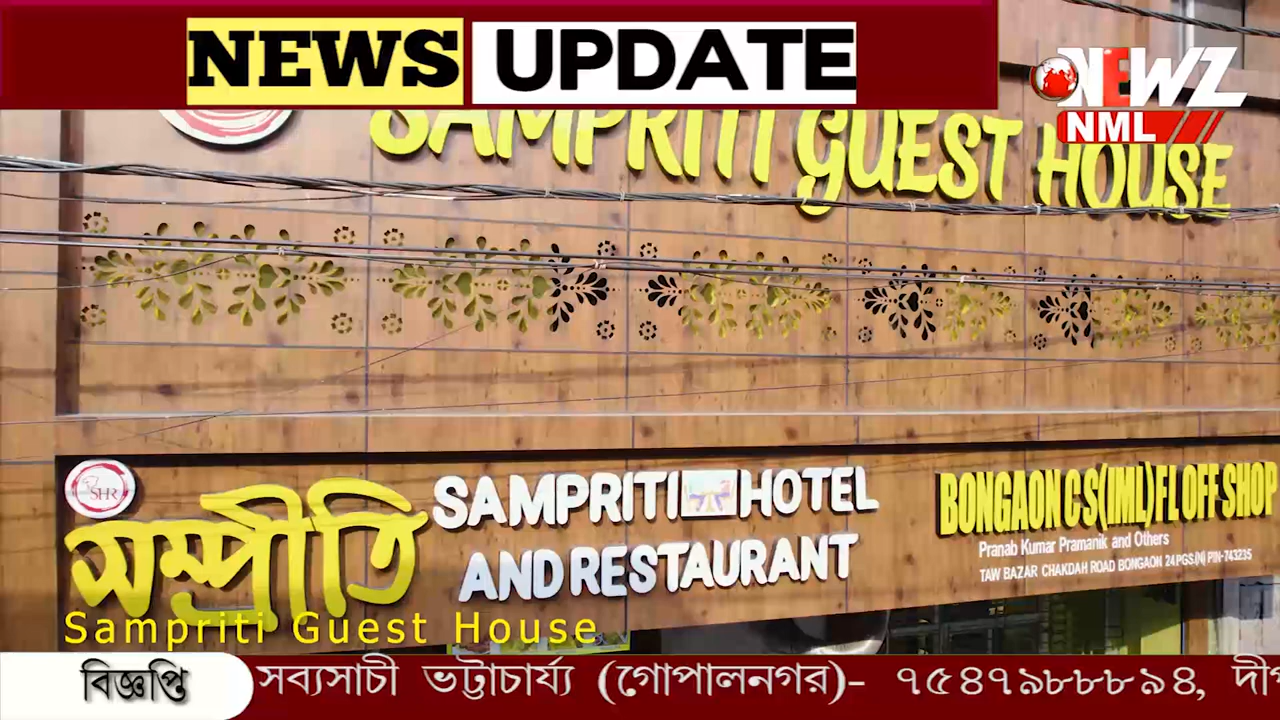 NEWS UPDATE
NEWZ
NML
SAMPRITI GUEST HOUSE
SHR
সম্প্রীতি
SAMPRITI HOTEL
AND RESTAURANT
BONGAON C S (IML) F L OFF SHOP
Pranab Kumar Pramanik and Others
TAW BAZAR CHAKDAH ROAD BONGAON 24 PGS.(N) PIN-743235
Sampriti Guest House
বিজ্ঞপ্তি
সব্যসাচী ভট্টাচার্য্য (গোপালনগর)- ৭৫৪৭৯৮৮৮৯৪,